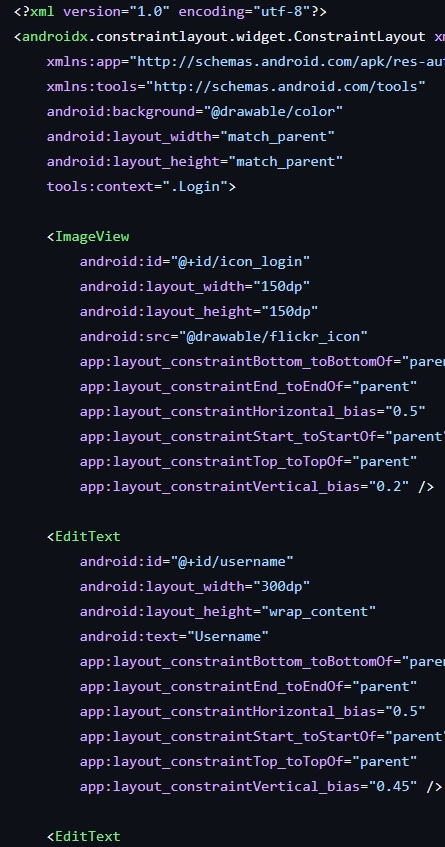 <?xml version="1.0" encoding="utf-8"?>
<androidx.constraintlayout.widget.ConstraintLayout xm
    xmlns:app="http://schemas.android.com/apk/res-aut
    xmlns:tools="http://schemas.android.com/tools"
    android:background="@drawable/color"
    android:layout_width="match_parent"
    android:layout_height="match_parent"
    tools:context=".Login">

    <ImageView
        android:id="@+id/icon_login"
        android:layout_width="150dp"
        android:layout_height="150dp"
        android:src="@drawable/flickr_icon"
        app:layout_constraintBottom_toBottomOf="paren
        app:layout_constraintEnd_toEndOf="parent"
        app:layout_constraintHorizontal_bias="0.5"
        app:layout_constraintStart_toStartOf="parent"
        app:layout_constraintTop_toTopOf="parent"
        app:layout_constraintVertical_bias="0.2" />

    <EditText
        android:id="@+id/username"
        android:layout_width="300dp"
        android:layout_height="wrap_content"
        android:text="Username"
        app:layout_constraintBottom_toBottomOf="paren
        app:layout_constraintEnd_toEndOf="parent"
        app:layout_constraintHorizontal_bias="0.5"
        app:layout_constraintStart_toStartOf="parent"
        app:layout_constraintTop_toTopOf="parent"
        app:layout_constraintVertical_bias="0.45" />

    <EditText